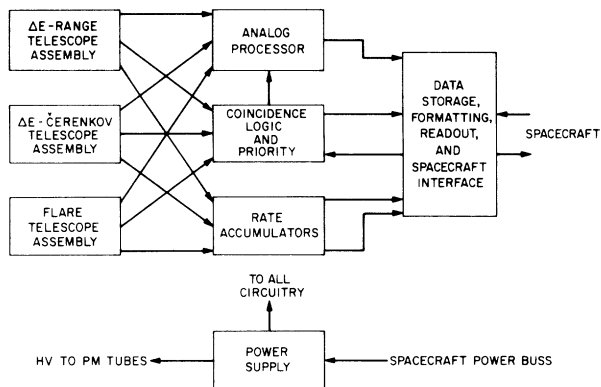 ΔE-RANGE
TELESCOPE
ASSEMBLY
ANALOG
PROCESSOR
ΔE-ČERENKOV
TELESCOPE
ASSEMBLY
COINCIDENCE
LOGIC
AND
PRIORITY
DATA
STORAGE,
FORMATTING,
READOUT,
AND
SPACECRAFT
INTERFACE
SPACECRAFT
FLARE
TELESCOPE
ASSEMBLY
RATE
ACCUMULATORS
TO ALL
CIRCUITRY
HV TO PM TUBES
POWER
SUPPLY
SPACECRAFT POWER BUSS